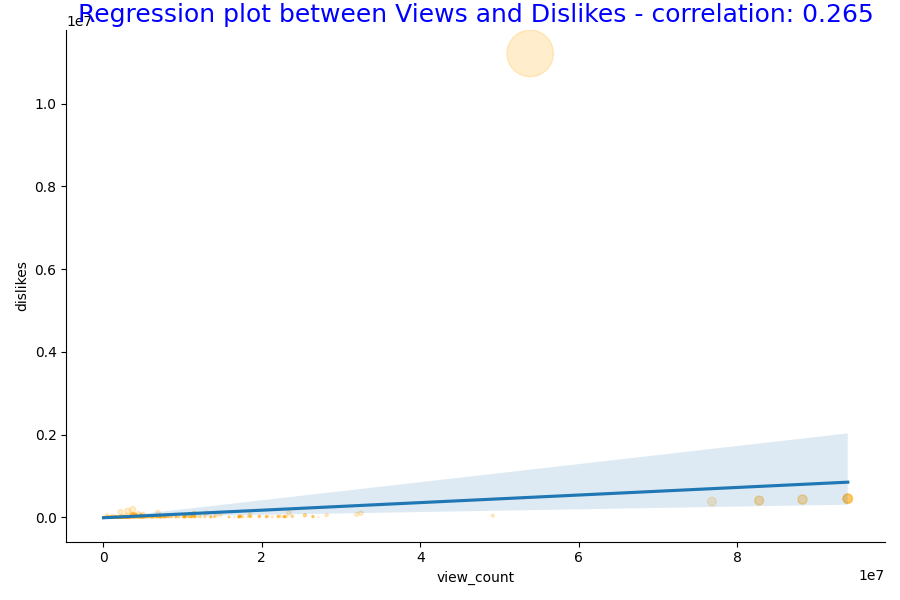 Regression plot between Views and Dislikes - correlation: 0.265
1e7
1.0
0.8
0.6
0.4
0.2
0.0
dislikes
0 2 4 6 8
1e7
view_count